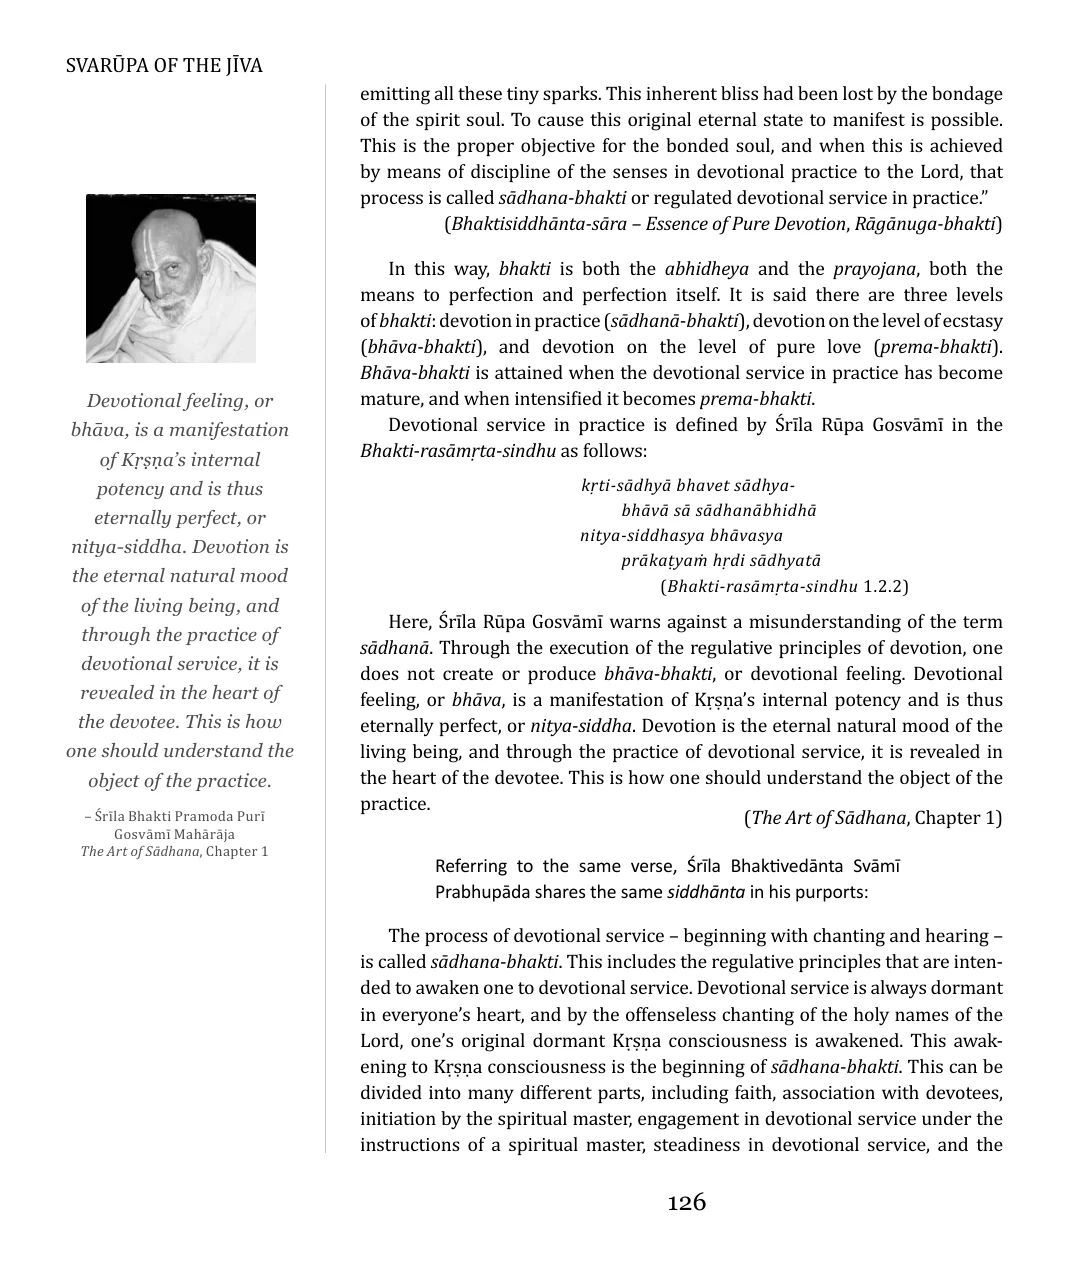 SVARŪPA OF THE JĪVA
emitting all these tiny sparks. This inherent bliss had been lost by the bondage
of the spirit soul. To cause this original eternal state to manifest is possible.
This is the proper objective for the bonded soul, and when this is achieved
by means of discipline of the senses in devotional practice to the Lord, that
process is called sādhana-bhakti or regulated devotional service in practice.”
(Bhaktisiddhānta-sāra – Essence of Pure Devotion, Rāgānuga-bhakti)
In this way, bhakti is both the abhidheya and the prayojana, both the
means to perfection and perfection itself. It is said there are three levels
of bhakti: devotion in practice (sādhanā-bhakti), devotion on the level of ecstasy
(bhāva-bhakti), and devotion on the level of pure love (prema-bhakti).
Bhāva-bhakti is attained when the devotional service in practice has become
mature, and when intensified it becomes prema-bhakti.
Devotional service in practice is defined by Śrīla Rūpa Gosvāmī in the
Bhakti-rasāmṛta-sindhu as follows:
kṛti-sādhyā bhavet sādhya-
bhāvā sā sādhanābhidhā
nitya-siddhasya bhāvasya
prākaṭyaṁ hṛdi sādhyatā
(Bhakti-rasāmṛta-sindhu 1.2.2)
Here, Śrīla Rūpa Gosvāmī warns against a misunderstanding of the term
sādhanā. Through the execution of the regulative principles of devotion, one
does not create or produce bhāva-bhakti, or devotional feeling. Devotional
feeling, or bhāva, is a manifestation of Kṛṣṇa’s internal potency and is thus
eternally perfect, or nitya-siddha. Devotion is the eternal natural mood of the
living being, and through the practice of devotional service, it is revealed in
the heart of the devotee. This is how one should understand the object of the
practice.
(The Art of Sādhana, Chapter 1)
Referring to the same verse, Śrīla Bhaktivedānta Svāmī
Prabhupāda shares the same siddhānta in his purports:
The process of devotional service – beginning with chanting and hearing –
is called sādhana-bhakti. This includes the regulative principles that are inten-
ded to awaken one to devotional service. Devotional service is always dormant
in everyone’s heart, and by the offenseless chanting of the holy names of the
Lord, one’s original dormant Kṛṣṇa consciousness is awakened. This awak-
ening to Kṛṣṇa consciousness is the beginning of sādhana-bhakti. This can be
divided into many different parts, including faith, association with devotees,
initiation by the spiritual master, engagement in devotional service under the
instructions of a spiritual master, steadiness in devotional service, and the
Devotional feeling, or
bhāva, is a manifestation
of Kṛṣṇa’s internal
potency and is thus
eternally perfect, or
nitya-siddha. Devotion is
the eternal natural mood
of the living being, and
through the practice of
devotional service, it is
revealed in the heart of
the devotee. This is how
one should understand the
object of the practice.
– Śrīla Bhakti Pramoda Purī
Gosvāmī Mahārāja
The Art of Sādhana, Chapter 1
126